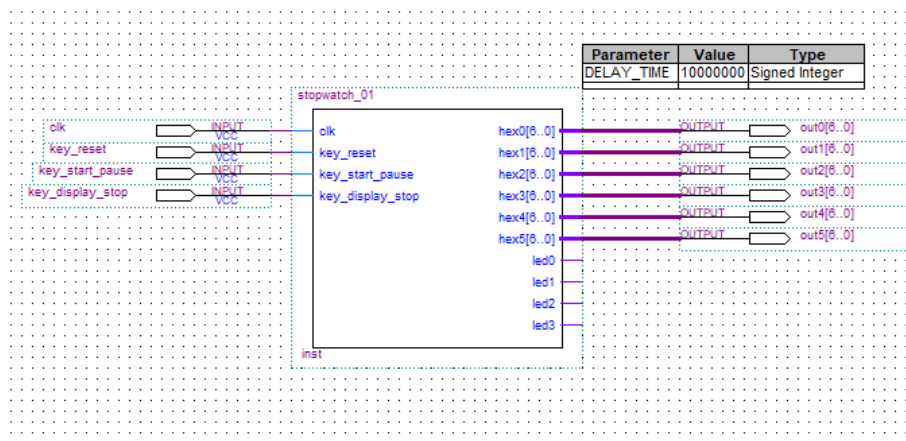 Parameter Value Type
DELAY_TIME 10000000 Signed Integer
stopwatch_01
clk INPUT VCC clk hex0[6..0] OUTPUT out0[6..0]
key_reset INPUT VCC key_reset hex1[6..0] OUTPUT out1[6..0]
key_start_pause INPUT VCC key_start_pause hex2[6..0] OUTPUT out2[6..0]
key_display_stop INPUT VCC key_display_stop hex3[6..0] OUTPUT out3[6..0]
hex4[6..0] OUTPUT out4[6..0]
hex5[6..0] OUTPUT out5[6..0]
led0
led1
led2
led3
inst